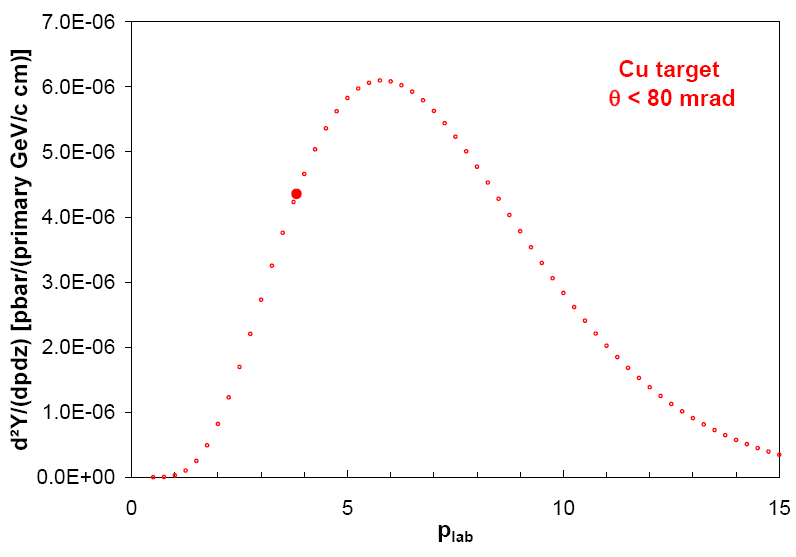 7.0E-06
6.0E-06
5.0E-06
4.0E-06
3.0E-06
2.0E-06
1.0E-06
0.0E+00
d²Y/(dpdz) [pbar/(primary GeV/c cm)]
Cu target
θ < 80 mrad
0
5
10
15
plab